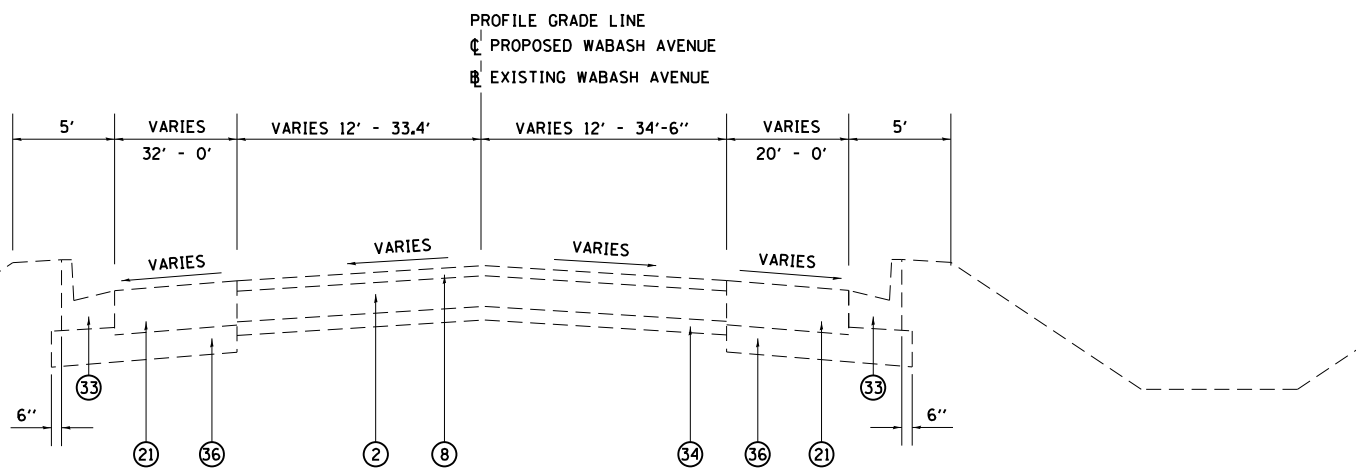 PROFILE GRADE LINE
℄ PROPOSED WABASH AVENUE
B EXISTING WABASH AVENUE
5' VARIES VARIES 12' - 33.4' VARIES 12' - 34'-6'' VARIES 5'
32' - 0' 20' - 0'
VARIES VARIES VARIES VARIES
33 33
6'' 6''
21 36 2 8 34 36 21